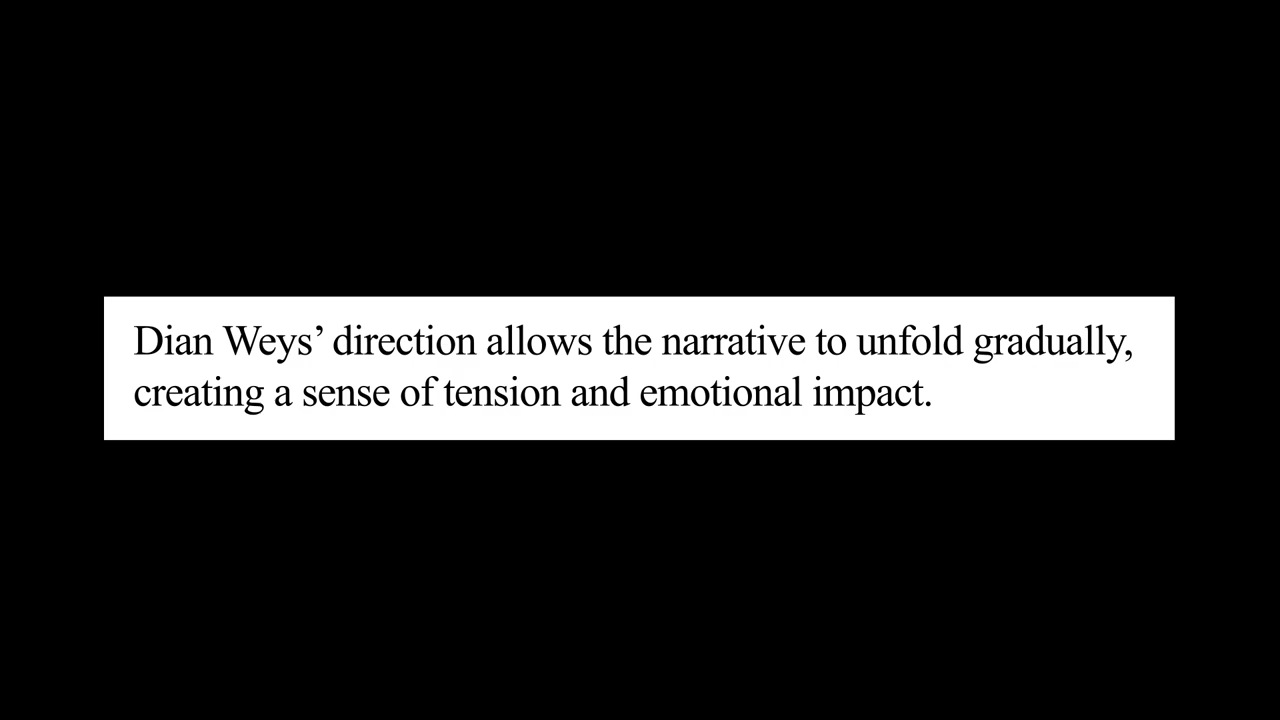 Dian Weys’ direction allows the narrative to unfold gradually,
creating a sense of tension and emotional impact.